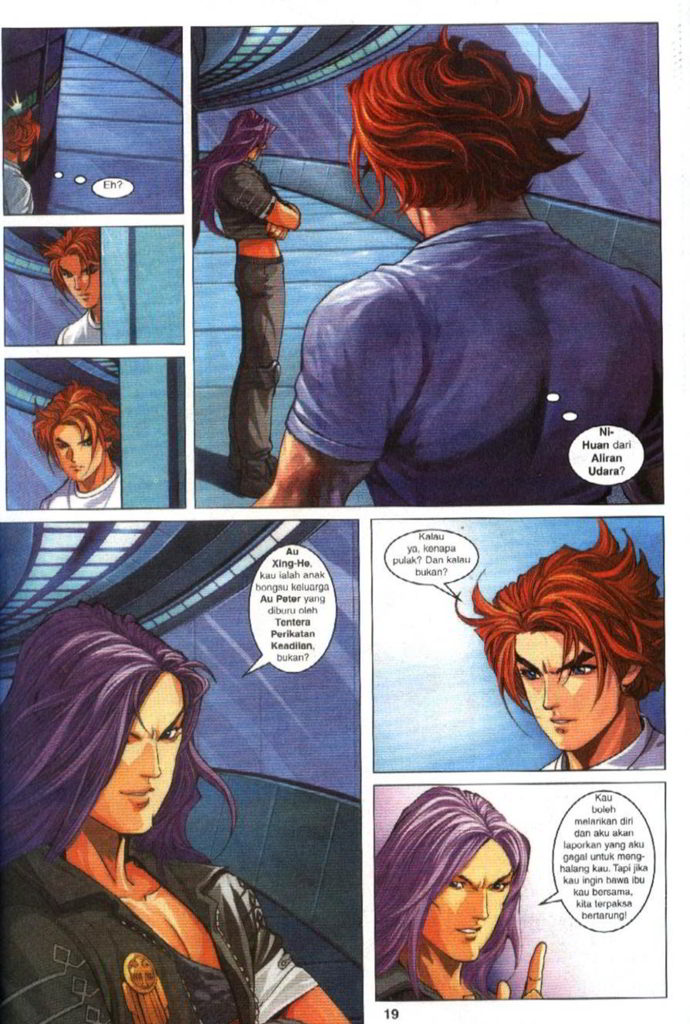 Eh?
Ni-
Huan dari
Aliran
Udara?
Au
Xing-He,
kau ialah anak
bongsu keluarga
Au Peter yang
diburu oleh
Tentera
Perikatan
Keadilan,
bukan?
Kalau
ya, kenapa
pulak? Dan kalau
bukan?
Kau
boleh
melarikan diri
dan aku akan
laporkan yang aku
gagal untuk meng-
halang kau. Tapi jika
kau ingin bawa ibu
kau bersama,
kita terpaksa
bertarung!
19